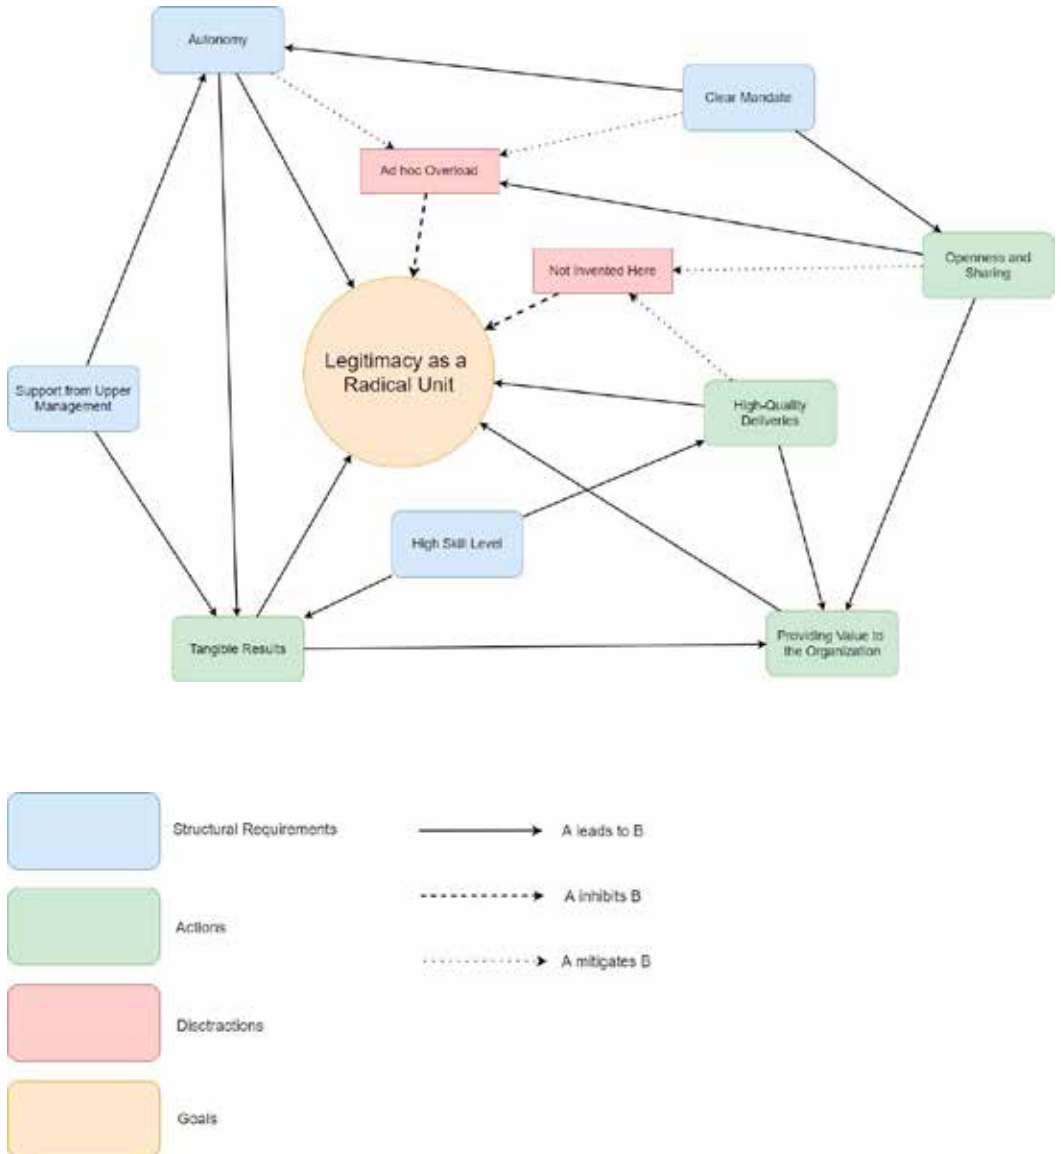 Autonomy
Clear Mandate
Ad hoc Overload
Openness and
Sharing
Not Invented Here
Legitimacy as a
Radical Unit
Support from Upper
Management
High-Quality
Deliveries
High Skill Level
Tangible Results
Providing Value to
the Organization
Structural Requirements
A leads to B
Actions
A inhibits B
A mitigates B
Disctractions
Goals